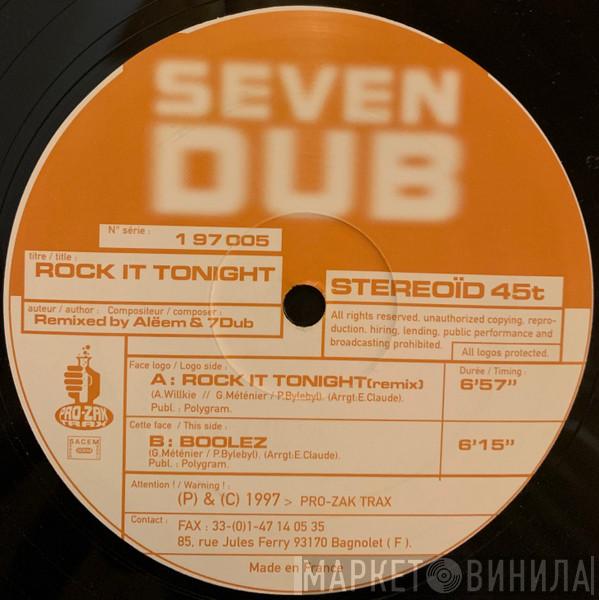 SEVEN
DUB
N° série :
1 97 005
titre / title :
ROCK IT TONIGHT
auteur / author : Compositeur / composer :
Remixed by Alëem & 7Dub
STEREOÏD 45t
All rights reserved. unauthorized copying, repro-
duction, hiring, lending, public performance and
broadcasting prohibited.
All logos protected.
PRO-ZAK
TRAX
SACEM
Face logo / Logo side :
A : ROCK IT TONIGHT (remix)
(A.Willkie // G.Méténier / P.Bylebyl). (Arrgt:E.Claude).
Publ. : Polygram.
Durée / Timing :
6'57"
Cette face / This side :
B : BOOLEZ
(G.Méténier / P.Bylebyl). (Arrgt:E.Claude).
Publ. : Polygram.
6'15"
Attention ! / Warning ! :
(P) & (C) 1997 > PRO-ZAK TRAX
Contact :
FAX : 33-(0)1-47 14 05 35
85, rue Jules Ferry 93170 Bagnolet ( F ).
Made en France
МАРКЕТ ВИНИЛА